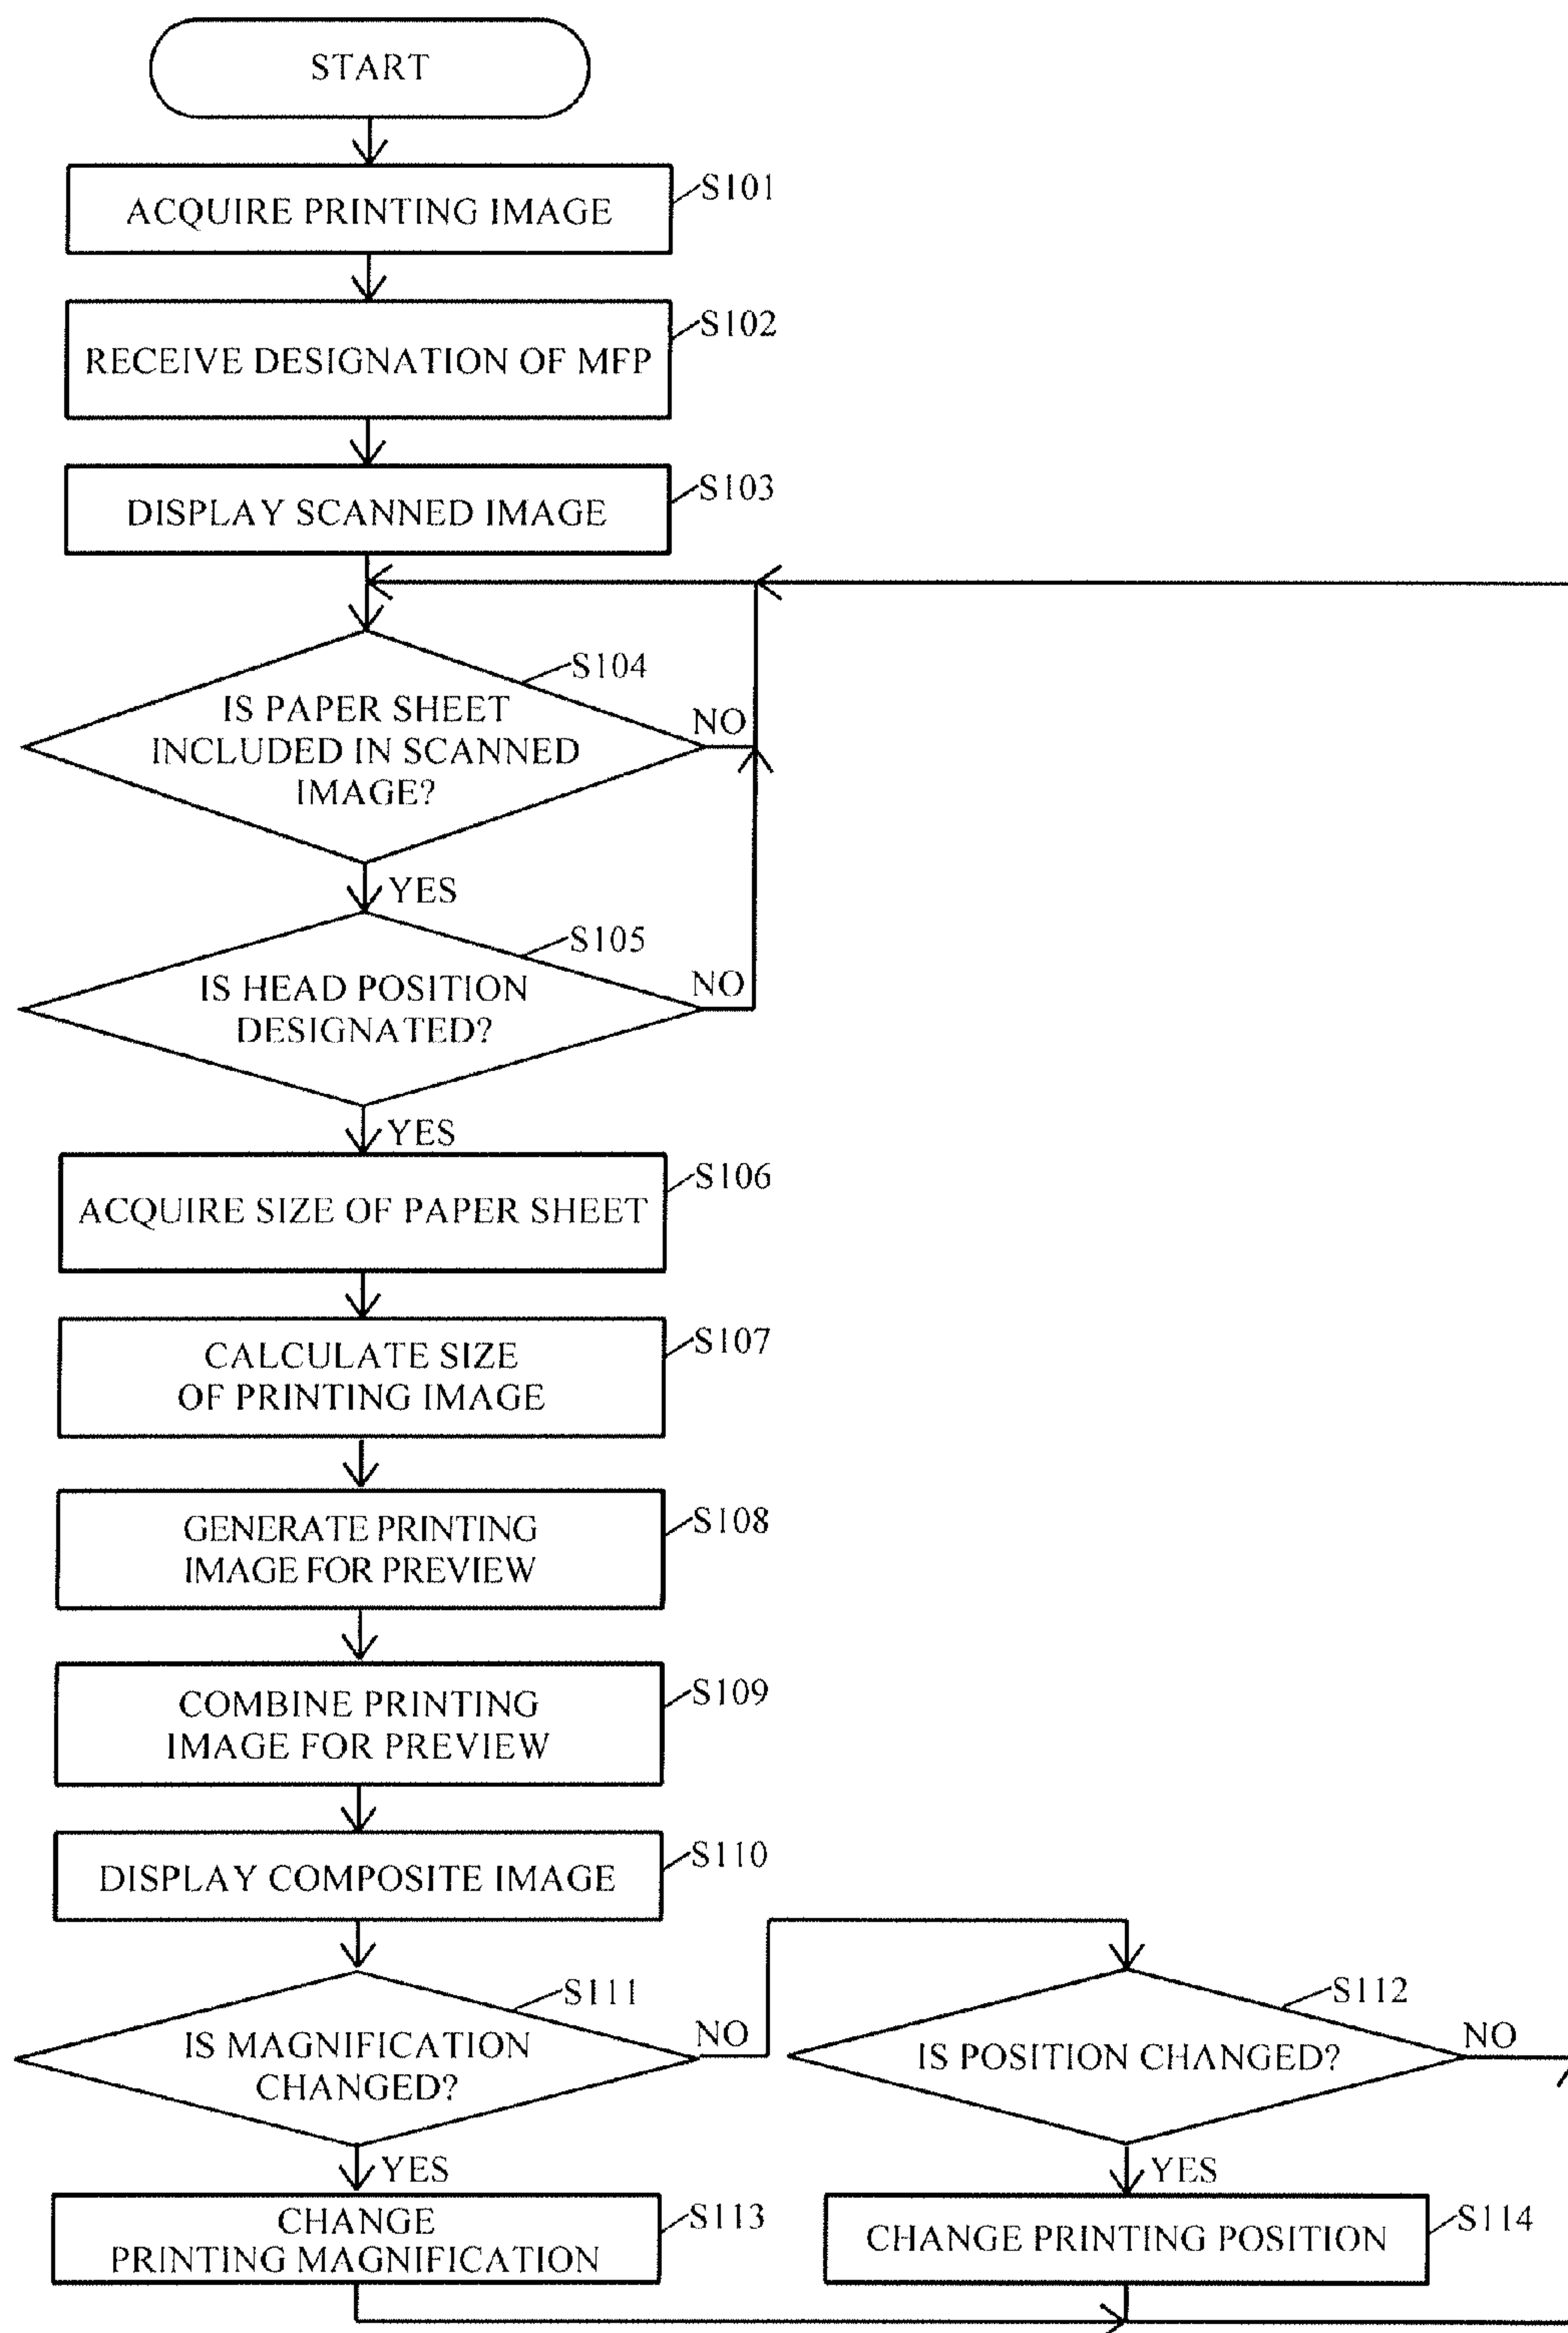 START
ACQUIRE PRINTING IMAGE
S101
RECEIVE DESIGNATION OF MFP
S102
DISPLAY SCANNED IMAGE
S103
S104
IS PAPER SHEET
INCLUDED IN SCANNED
IMAGE?
NO
YES
S105
IS HEAD POSITION
DESIGNATED?
NO
YES
ACQUIRE SIZE OF PAPER SHEET
S106
CALCULATE SIZE
OF PRINTING IMAGE
S107
GENERATE PRINTING
IMAGE FOR PREVIEW
S108
COMBINE PRINTING
IMAGE FOR PREVIEW
S109
DISPLAY COMPOSITE IMAGE
S110
S111
IS MAGNIFICATION
CHANGED?
NO
YES
S112
IS POSITION CHANGED?
NO
YES
CHANGE
PRINTING MAGNIFICATION
S113
CHANGE PRINTING POSITION
S114